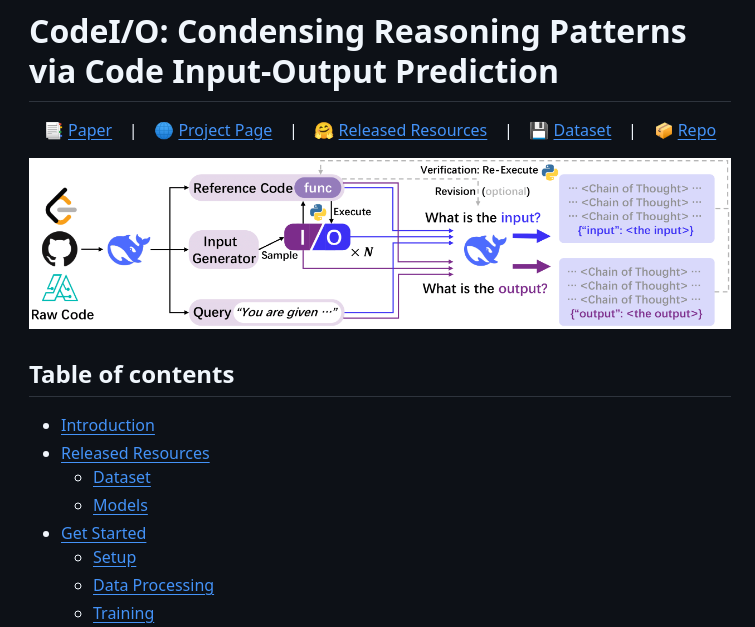 CodeI/O: Condensing Reasoning Patterns
via Code Input-Output Prediction
Paper | Project Page | Released Resources | Dataset | Repo
Raw Code
Reference Code func
Execute
Input
Generator
Sample
I/O
× N
Query "You are given ···"
Verification: Re-Execute
Revision (optional)
What is the input?
What is the output?
··· <Chain of Thought> ···
··· <Chain of Thought> ···
··· <Chain of Thought> ···
{"input": <the input>}
··· <Chain of Thought> ···
··· <Chain of Thought> ···
··· <Chain of Thought> ···
{"output": <the output>}
Table of contents
Introduction
Released Resources
Dataset
Models
Get Started
Setup
Data Processing
Training